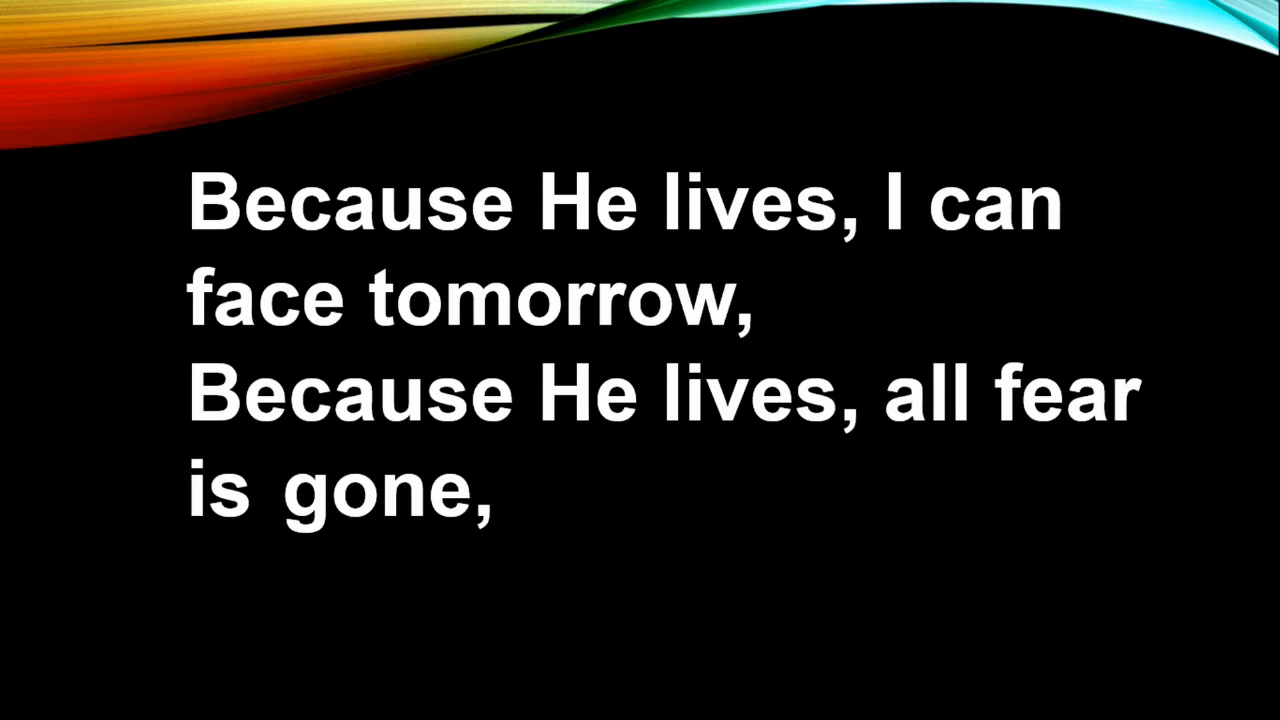 Because He lives, I can
face tomorrow,
Because He lives, all fear
is gone,